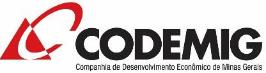 CODEMIG
Companhia de Desenvolvimento Econômico de Minas Gerais